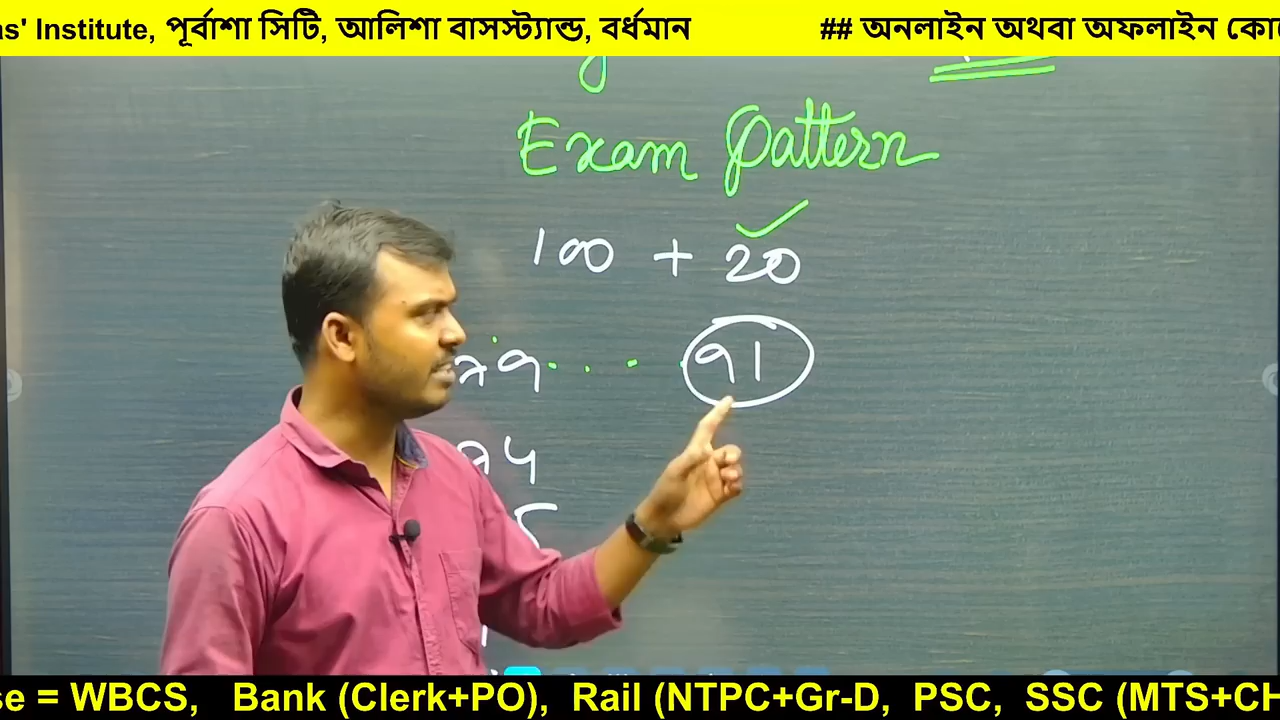 as' Institute, পূর্বাশা সিটি, আলিশা বাসস্ট্যান্ড, বর্ধমান ## অনলাইন অথবা অফলাইন কো
Exam Pattern
100 + 20
91
se = WBCS, Bank (Clerk+PO), Rail (NTPC+Gr-D, PSC, SSC (MTS+CH